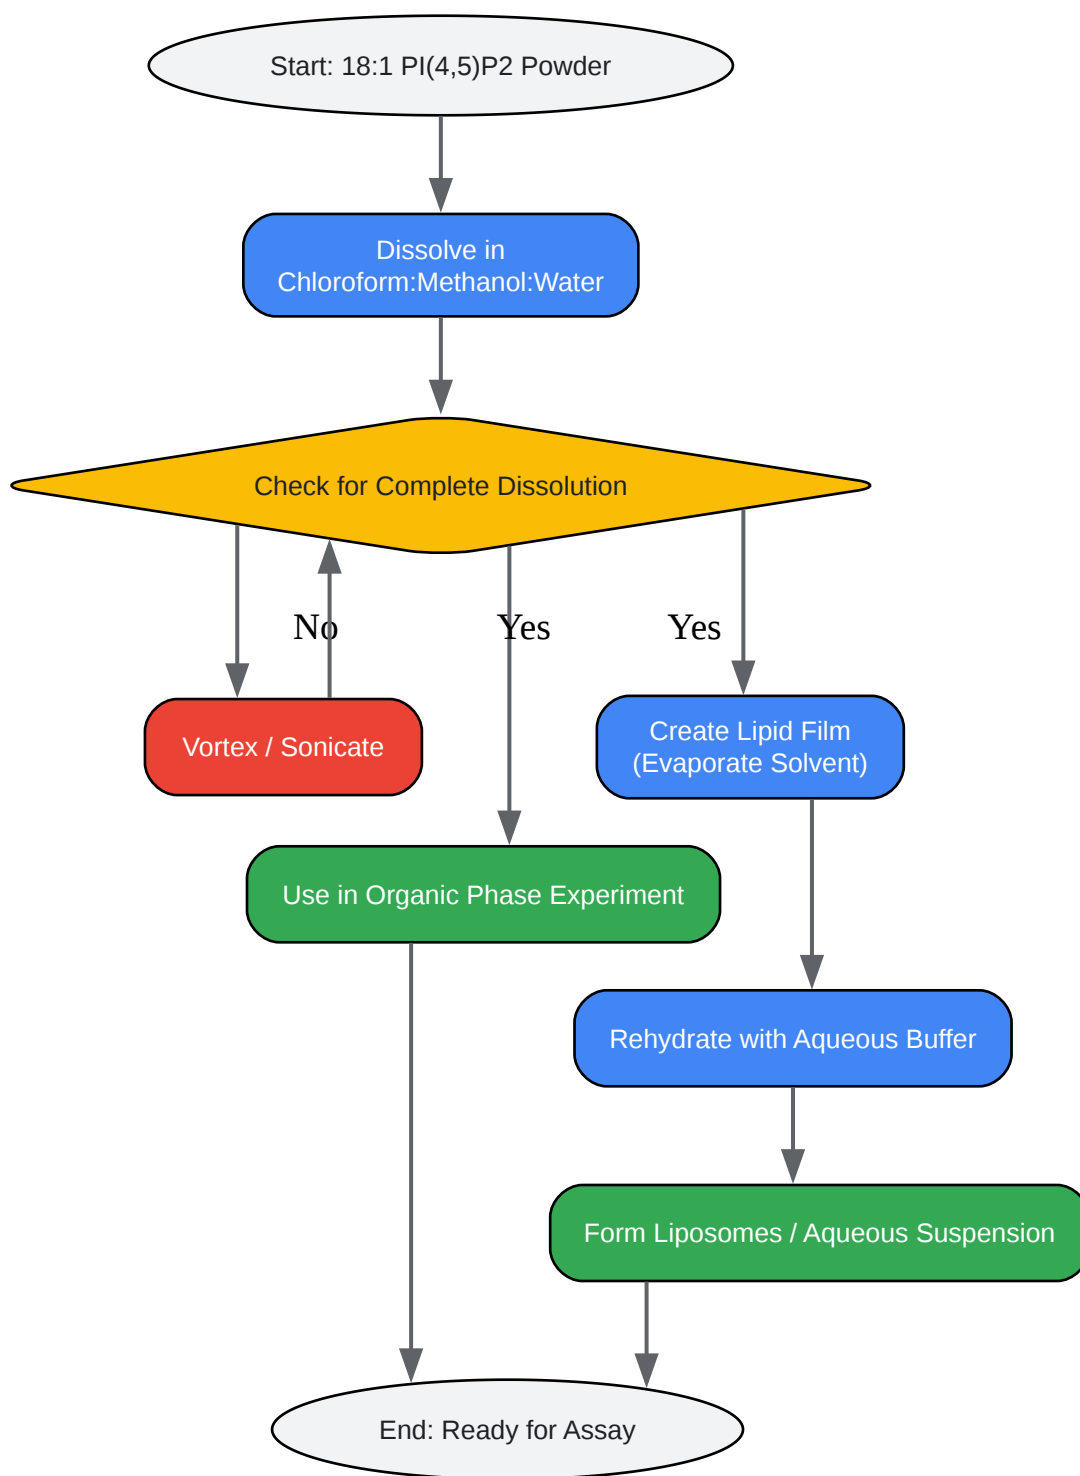 Start: 18:1 PI(4,5)P2 Powder
Dissolve in
Chloroform:Methanol:Water
Check for Complete Dissolution
No
Yes
Yes
Vortex / Sonicate
Create Lipid Film
(Evaporate Solvent)
Use in Organic Phase Experiment
Rehydrate with Aqueous Buffer
Form Liposomes / Aqueous Suspension
End: Ready for Assay